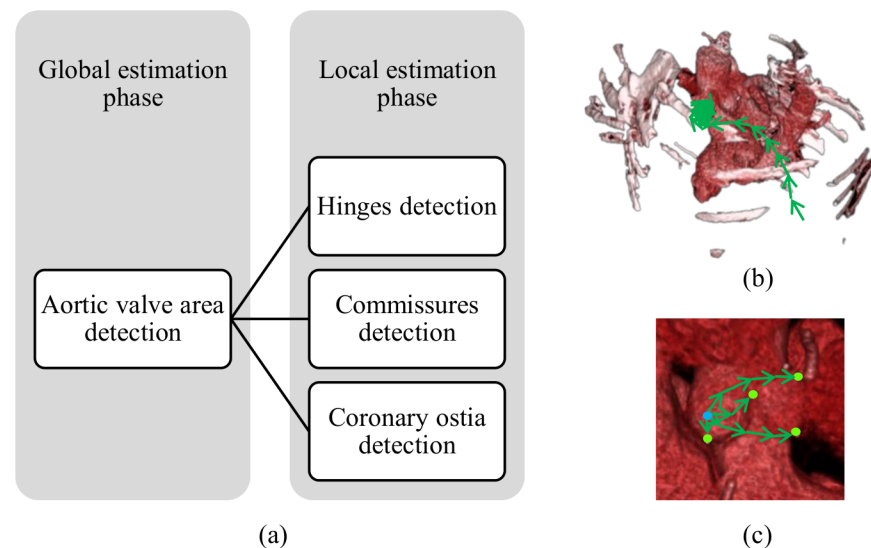 Global estimation
phase
Local estimation
phase
Hinges detection
Aortic valve area
detection
Commissures
detection
Coronary ostia
detection
(a)
(b)
(c)